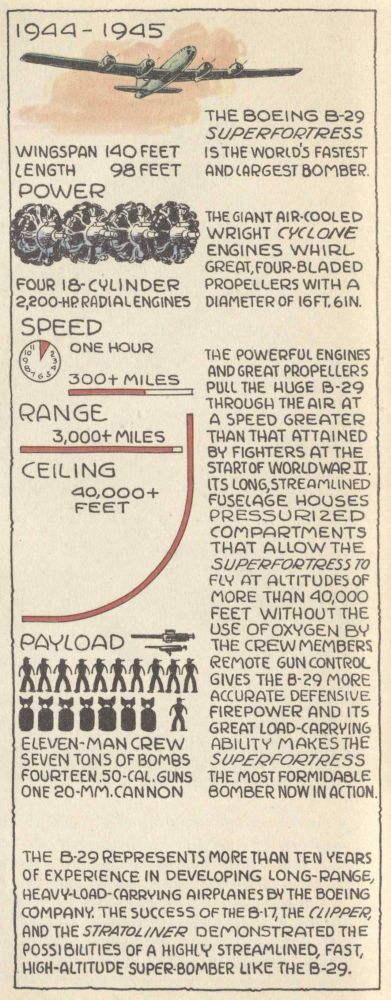 1944-1945
THE BOEING B-29
SUPERFORTRESS
IS THE WORLD'S FASTEST
AND LARGEST BOMBER.
WINGSPAN 140 FEET
LENGTH 98 FEET
POWER
THE GIANT AIR-COOLED
WRIGHT CYCLONE
ENGINES WHIRL
GREAT, FOUR-BLADED
PROPELLERS WITH A
DIAMETER OF 16FT. 6IN.
FOUR 18-CYLINDER
2,200-HP RADIAL ENGINES
SPEED
ONE HOUR
300+ MILES
RANGE
3,000+ MILES
CEILING
40,000+
FEET
THE POWERFUL ENGINES
AND GREAT PROPELLERS
PULL THE HUGE B-29
THROUGH THE AIR AT
A SPEED GREATER
THAN THAT ATTAINED
BY FIGHTERS AT THE
START OF WORLD WAR II.
ITS LONG, STREAMLINED
FUSELAGE HOUSES
PRESSURIZED
COMPARTMENTS
THAT ALLOW THE
SUPERFORTRESS TO
FLY AT ALTITUDES OF
MORE THAN 40,000
FEET WITHOUT THE
USE OF OXYGEN BY
THE CREW MEMBERS
REMOTE GUN CONTROL
GIVES THE B-29 MORE
ACCURATE DEFENSIVE
FIREPOWER AND ITS
GREAT LOAD-CARRYING
ABILITY MAKES THE
SUPERFORTRESS
THE MOST FORMIDABLE
BOMBER NOW IN ACTION.
PAYLOAD
ELEVEN-MAN CREW
SEVEN TONS OF BOMBS
FOURTEEN .50-CAL. GUNS
ONE 20-MM. CANNON
THE B-29 REPRESENTS MORE THAN TEN YEARS
OF EXPERIENCE IN DEVELOPING LONG-RANGE,
HEAVY-LOAD-CARRYING AIRPLANES BY THE BOEING
COMPANY. THE SUCCESS OF THE B-17, THE CLIPPER,
AND THE STRATOLINER DEMONSTRATED THE
POSSIBILITIES OF A HIGHLY STREAMLINED, FAST,
HIGH-ALTITUDE SUPER-BOMBER LIKE THE B-29.